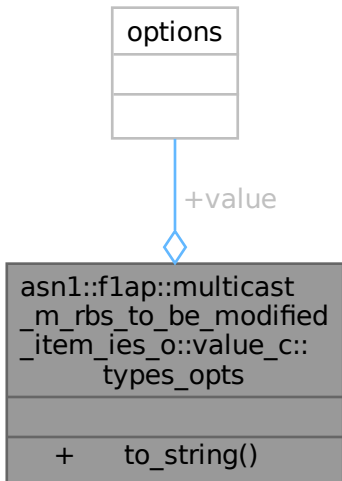 options
+value
asn1::f1ap::multicast
_m_rbs_to_be_modified
_item_ies_o::value_c::
types_opts
+ to_string()